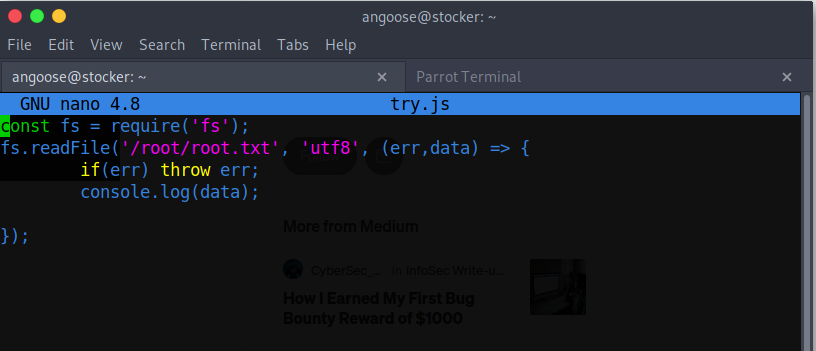 angoose@stocker: ~
File Edit View Search Terminal Tabs Help
angoose@stocker: ~ × Parrot Terminal ×
GNU nano 4.8 try.js
const fs = require('fs');
fs.readFile('/root/root.txt', 'utf8', (err,data) => {
if(err) throw err;
console.log(data);
});
More from Medium
CyberSec_... in InfoSec Write-u...
How I Earned My First Bug
Bounty Reward of $1000